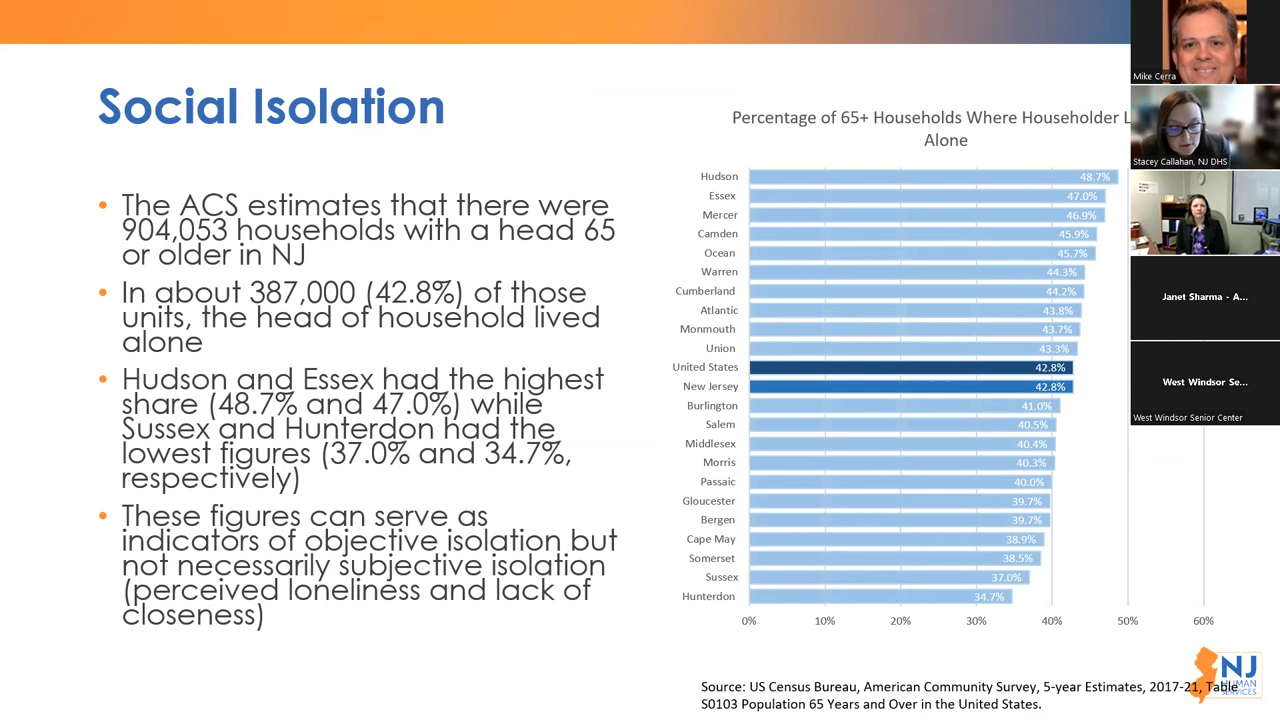 Social Isolation
• The ACS estimates that there were
904,053 households with a head 65
or older in NJ
• In about 387,000 (42.8%) of those
units, the head of household lived
alone
• Hudson and Essex had the highest
share (48.7% and 47.0%) while
Sussex and Hunterdon had the
lowest figures (37.0% and 34.7%,
respectively)
• These figures can serve as
indicators of objective isolation but
not necessarily subjective isolation
(perceived loneliness and lack of
closeness)
Percentage of 65+ Households Where Householder L
Alone
Hudson 48.7%
Essex 47.0%
Mercer 46.9%
Camden 45.9%
Ocean 45.7%
Warren 44.3%
Cumberland 44.2%
Atlantic 43.8%
Monmouth 43.7%
Union 43.3%
United States 42.8%
New Jersey 42.8%
Burlington 41.0%
Salem 40.5%
Middlesex 40.4%
Morris 40.3%
Passaic 40.0%
Gloucester 39.7%
Bergen 39.7%
Cape May 38.9%
Somerset 38.5%
Sussex 37.0%
Hunterdon 34.7%
0% 10% 20% 30% 40% 50% 60%
Source: US Census Bureau, American Community Survey, 5-year Estimates, 2017-21, Table
S0103 Population 65 Years and Over in the United States.
NJ
HUMAN
SERVICES
Mike Cerra
Stacey Callahan, NJ DHS
Janet Sharma - A...
West Windsor Se...
West Windsor Senior Center